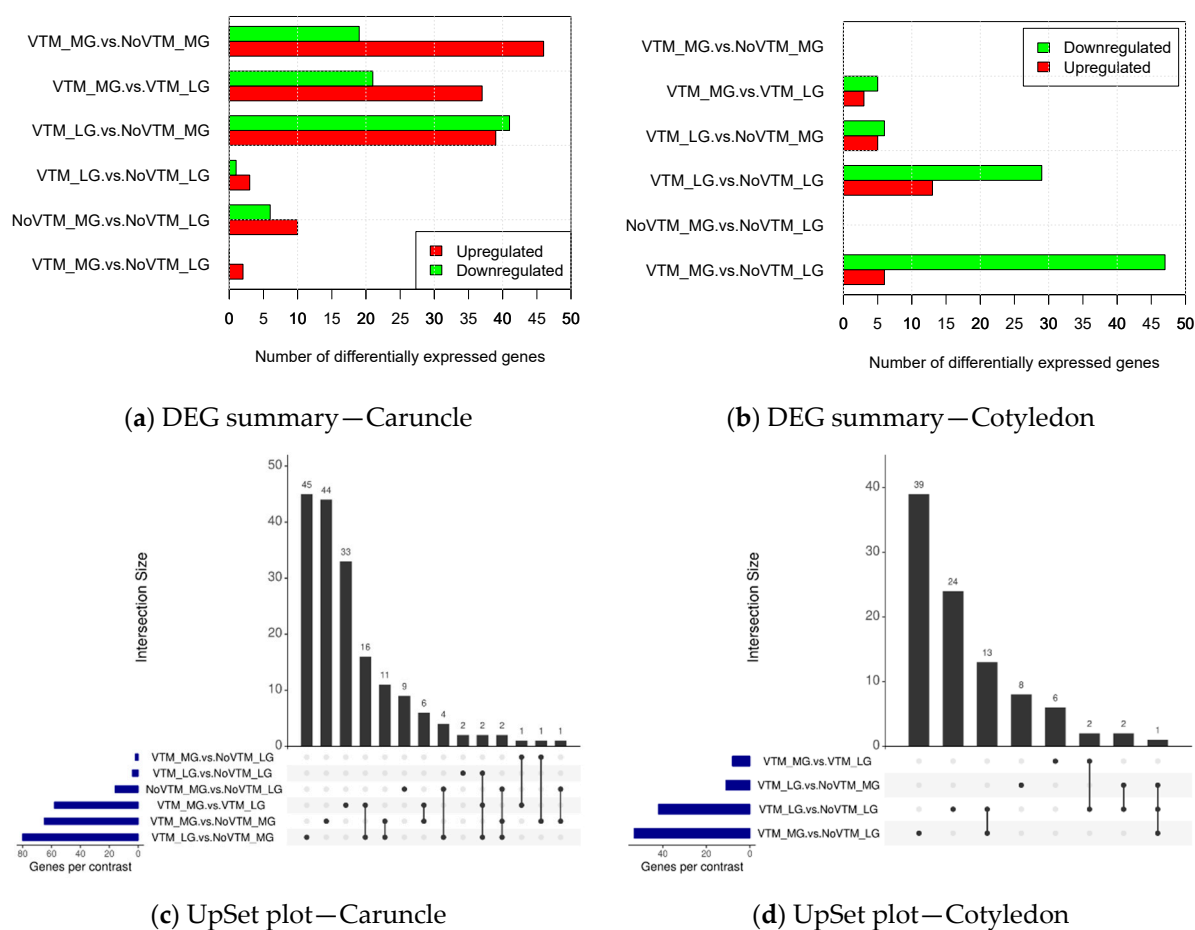 VTM_MG.vs.NoVTM_MG
VTM_MG.vs.VTM_LG
VTM_LG.vs.NoVTM_MG
VTM_LG.vs.NoVTM_LG
NoVTM_MG.vs.NoVTM_LG
VTM_MG.vs.NoVTM_LG
Upregulated
Downregulated
0 5 10 15 20 25 30 35 40 45 50
Number of differentially expressed genes
(a) DEG summary—Caruncle
VTM_MG.vs.NoVTM_MG
VTM_MG.vs.VTM_LG
VTM_LG.vs.NoVTM_MG
VTM_LG.vs.NoVTM_LG
NoVTM_MG.vs.NoVTM_LG
VTM_MG.vs.NoVTM_LG
Downregulated
Upregulated
0 5 10 15 20 25 30 35 40 45 50
Number of differentially expressed genes
(b) DEG summary—Cotyledon
Intersection Size
50
40
30
20
10
0
45 44 33 16 11 9 6 4 2 2 2 1 1 1
VTM_MG.vs.NoVTM_LG
VTM_LG.vs.NoVTM_LG
NoVTM_MG.vs.NoVTM_LG
VTM_MG.vs.VTM_LG
VTM_MG.vs.NoVTM_MG
VTM_LG.vs.NoVTM_MG
80 60 40 20 0
Genes per contrast
(c) UpSet plot—Caruncle
Intersection Size
40
30
20
10
0
39 24 13 8 6 2 2 1
VTM_MG.vs.VTM_LG
VTM_LG.vs.NoVTM_MG
VTM_LG.vs.NoVTM_LG
VTM_MG.vs.NoVTM_LG
40 20 0
Genes per contrast
(d) UpSet plot—Cotyledon